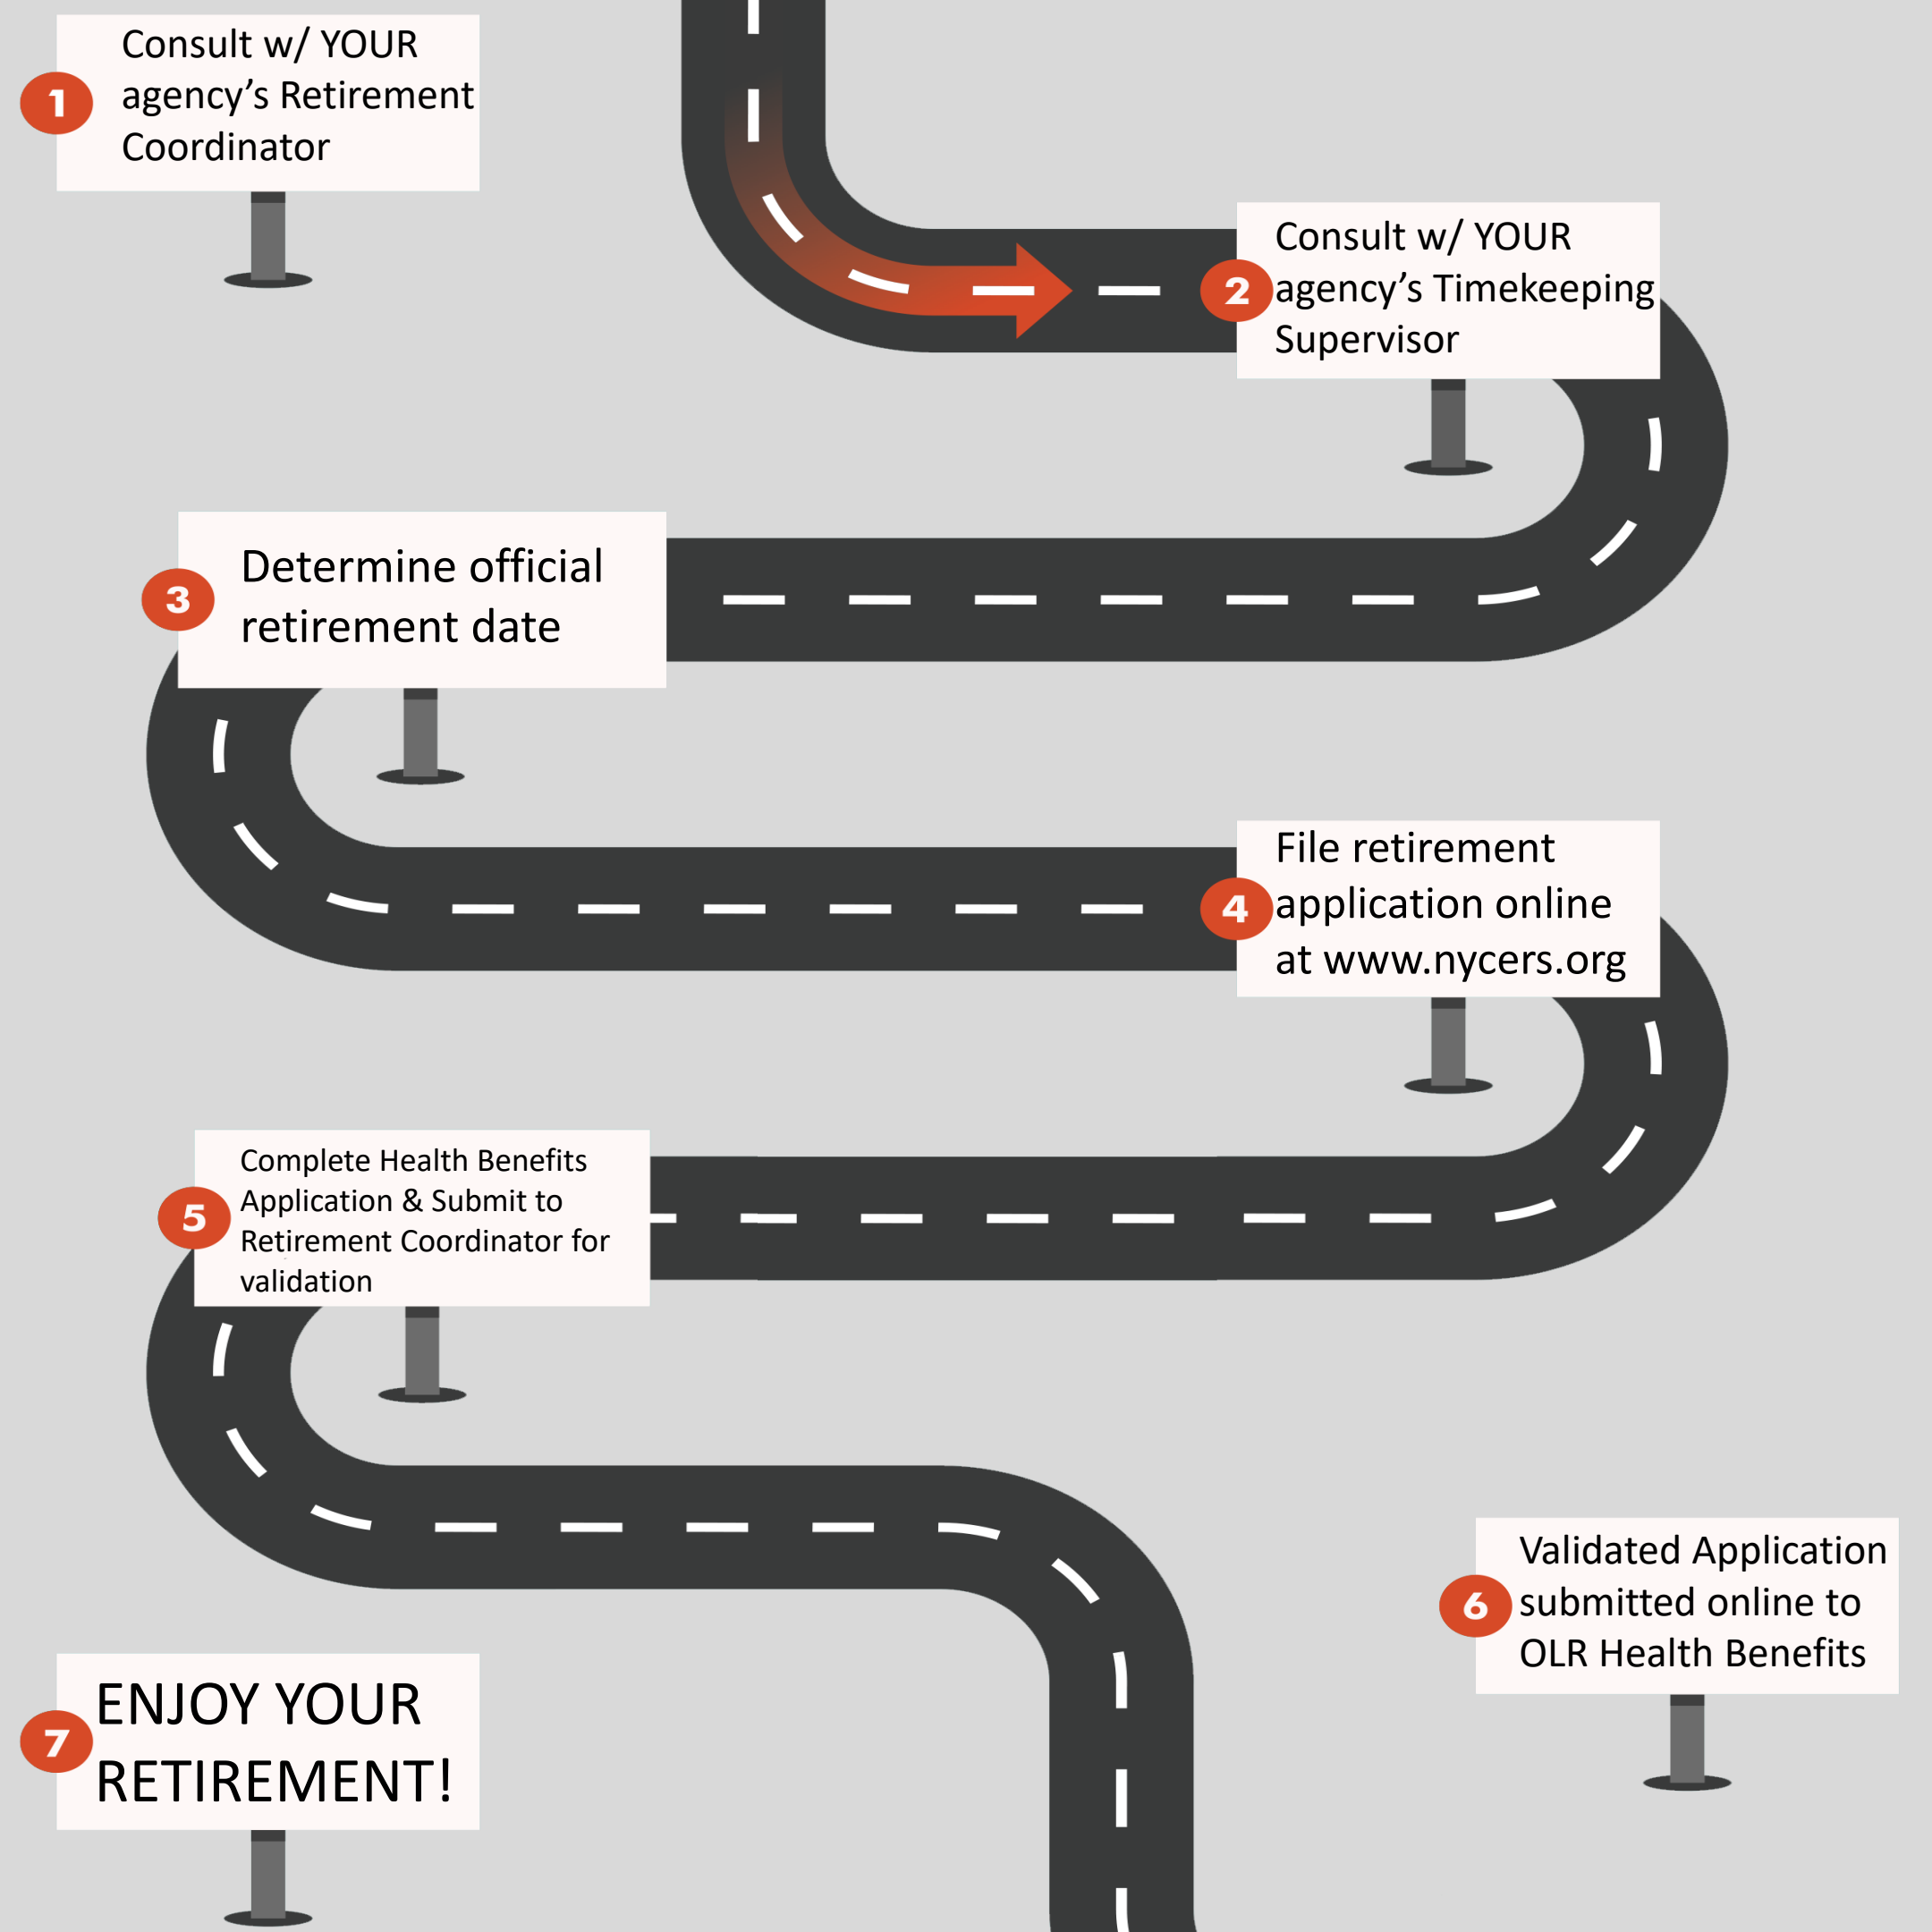 1
Consult w/ YOUR
agency's Retirement
Coordinator
2
Consult w/ YOUR
agency's Timekeeping
Supervisor
3
Determine official
retirement date
4
File retirement
application online
at www.nycers.org
5
Complete Health Benefits
Application & Submit to
Retirement Coordinator for
validation
6
Validated Application
submitted online to
OLR Health Benefits
7
ENJOY YOUR
RETIREMENT!